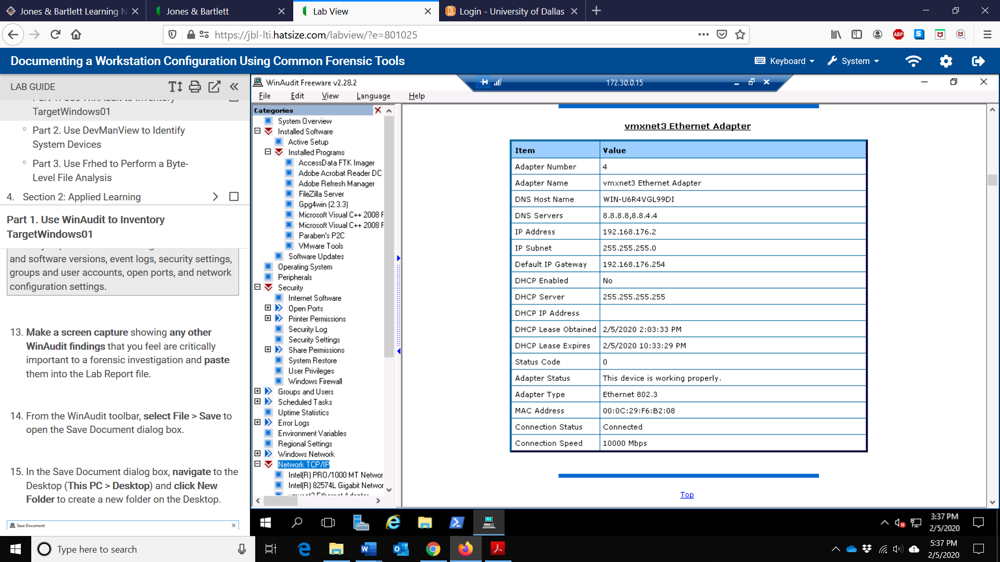 Jones & Bartlett Learning N
Jones & Bartlett
Lab View
Login - University of Dallas
https://jbl-lti.hatsize.com/labview/?e=801025
ABP
S
Documenting a Workstation Configuration Using Common Forensic Tools
Keyboard
System
LAB GUIDE
TargetWindows01
Part 2. Use DevManView to Identify
System Devices
Part 3. Use Frhed to Perform a Byte-
Level File Analysis
4. Section 2: Applied Learning
Part 1. Use WinAudit to Inventory
TargetWindows01
and software versions, event logs, security settings,
groups and user accounts, open ports, and network
configuration settings.
13. Make a screen capture showing any other
WinAudit findings that you feel are critically
important to a forensic investigation and paste
them into the Lab Report file.
14. From the WinAudit toolbar, select File > Save to
open the Save Document dialog box.
15. In the Save Document dialog box, navigate to the
Desktop (This PC > Desktop) and click New
Folder to create a new folder on the Desktop.
Save Document
WinAudit Freeware v2.28.2
172.30.0.15
File Edit View Language Help
Categories
System Overview
Installed Software
Active Setup
Installed Programs
AccessData FTK Imager
Adobe Acrobat Reader DC
Adobe Refresh Manager
FileZilla Server
Gpg4win (2.3.3)
Microsoft Visual C++ 2008 F
Microsoft Visual C++ 2008 F
Paraben's P2C
VMware Tools
Software Updates
Operating System
Peripherals
Security
Internet Software
Open Ports
Printer Permissions
Security Log
Security Settings
Share Permissions
System Restore
User Privileges
Windows Firewall
Groups and Users
Scheduled Tasks
Uptime Statistics
Error Logs
Environment Variables
Regional Settings
Windows Network
Network TCP/IP
Intel(R) PRO/1000 MT Networ
Intel(R) 82574L Gigabit Networ
vmxnet3 Ethernet Adapter
Item Value
Adapter Number 4
Adapter Name vmxnet3 Ethernet Adapter
DNS Host Name WIN-U6R4VGL99DI
DNS Servers 8.8.8.8,8.8.4.4
IP Address 192.168.176.2
IP Subnet 255.255.255.0
Default IP Gateway 192.168.176.254
DHCP Enabled No
DHCP Server 255.255.255.255
DHCP IP Address
DHCP Lease Obtained 2/5/2020 2:03:33 PM
DHCP Lease Expires 2/5/2020 10:33:29 PM
Status Code 0
Adapter Status This device is working properly.
Adapter Type Ethernet 802.3
MAC Address 00:0C:29:F6:B2:08
Connection Status Connected
Connection Speed 10000 Mbps
Top
3:37 PM
2/5/2020
Type here to search
5:37 PM
2/5/2020